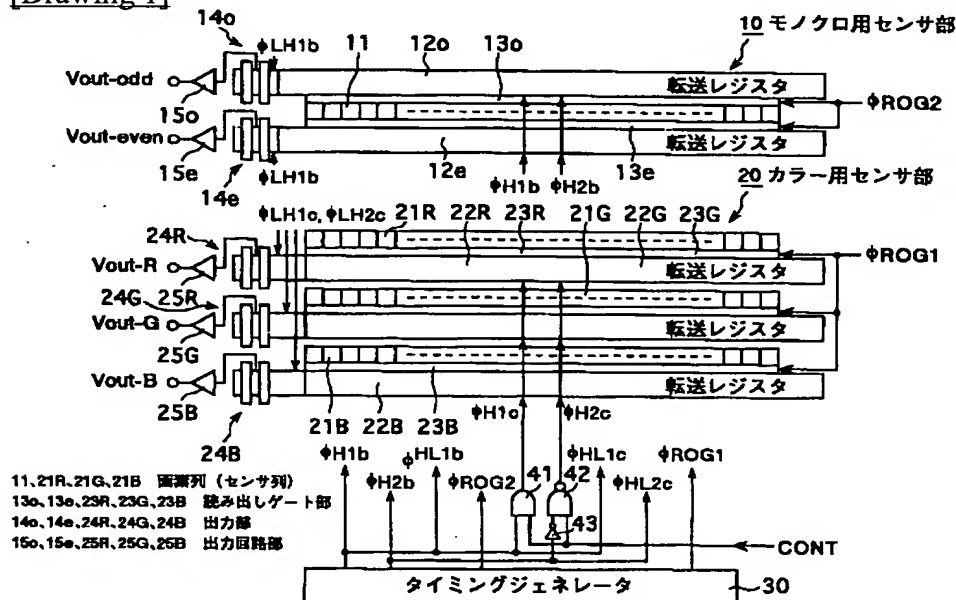 [Drawing 1]
14o
ϕLH1b
11
12o
13o
10 モノクロ用センサ部
Vout-odd
転送レジスタ
15o
ϕROG2
Vout-even
転送レジスタ
15e
14e
ϕLH1b
12e
ϕH1b
ϕH2b
13e
20 カラー用センサ部
ϕLH1c, ϕLH2c
21R
22R
23R
21G
22G
23G
24R
Vout-R
転送レジスタ
ϕROG1
24G
25R
Vout-G
転送レジスタ
25G
Vout-B
転送レジスタ
25B
24B
21B
22B
23B
ϕH1c
ϕH2c
ϕH1b
ϕH2b
ϕHL1b
ϕROG2
41
42
43
ϕHL1c
ϕHL2c
ϕROG1
11,21R,21G,21B 画素列（センサ列）
13o,13e,23R,23G,23B 読み出しゲート部
14o,14e,24R,24G,24B 出力部
15o,15e,25R,25G,25B 出力回路部
CONT
タイミングジェネレータ
30